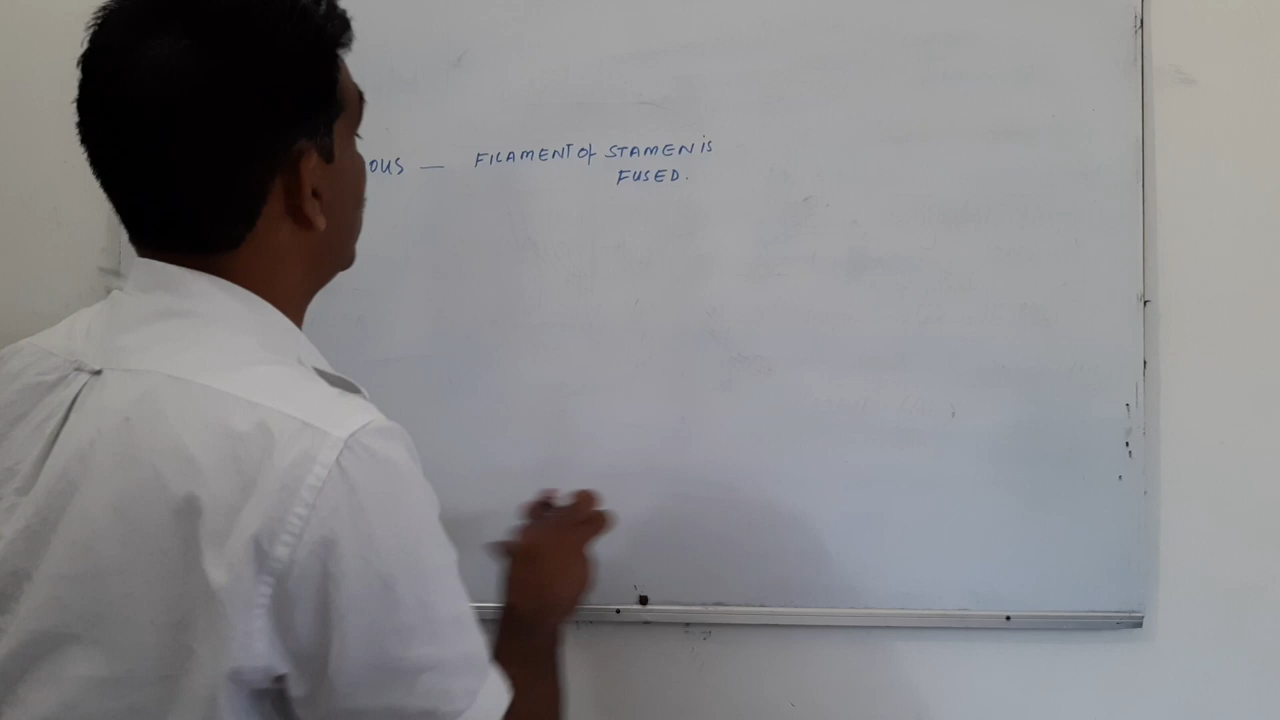 OUS — FILAMENT Of STAMEN iS
FUSED.